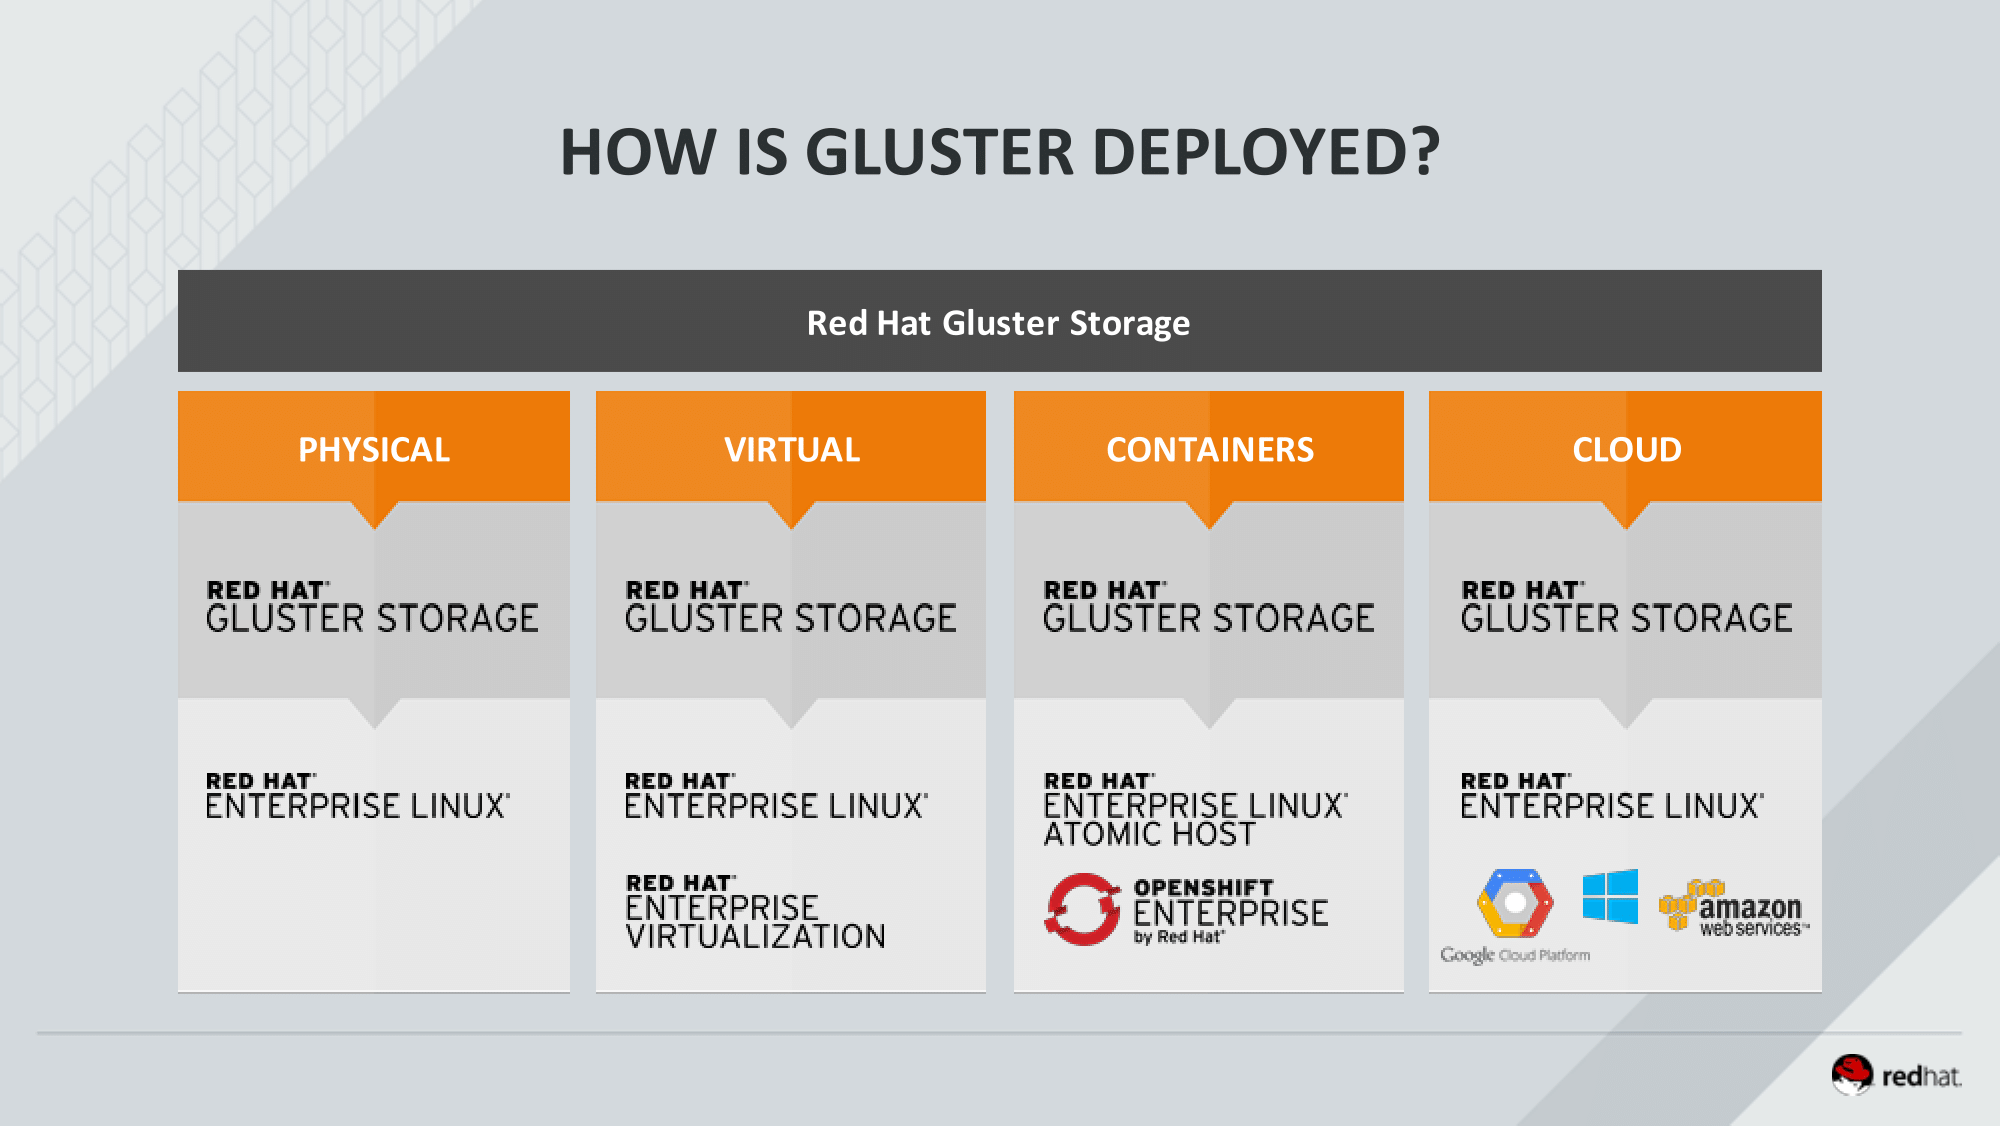 HOW IS GLUSTER DEPLOYED?
Red Hat Gluster Storage
PHYSICAL
RED HAT®
GLUSTER STORAGE
RED HAT®
ENTERPRISE LINUX®
VIRTUAL
RED HAT®
GLUSTER STORAGE
RED HAT®
ENTERPRISE LINUX®
RED HAT®
ENTERPRISE
VIRTUALIZATION
CONTAINERS
RED HAT®
GLUSTER STORAGE
RED HAT®
ENTERPRISE LINUX®
ATOMIC HOST
OPENSHIFT
ENTERPRISE
by Red Hat®
CLOUD
RED HAT®
GLUSTER STORAGE
RED HAT®
ENTERPRISE LINUX®
Google Cloud Platform
amazon
web services™
redhat.